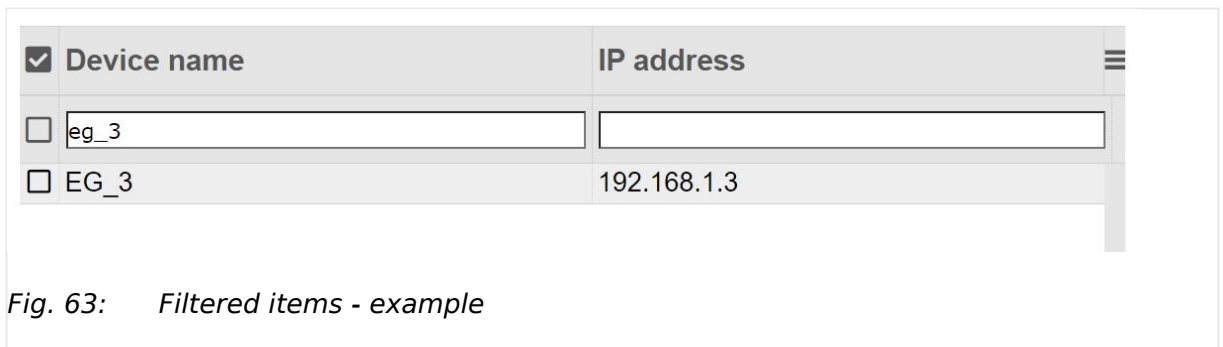 Device name IP address
eg_3
EG_3 192.168.1.3
Fig. 63: Filtered items - example